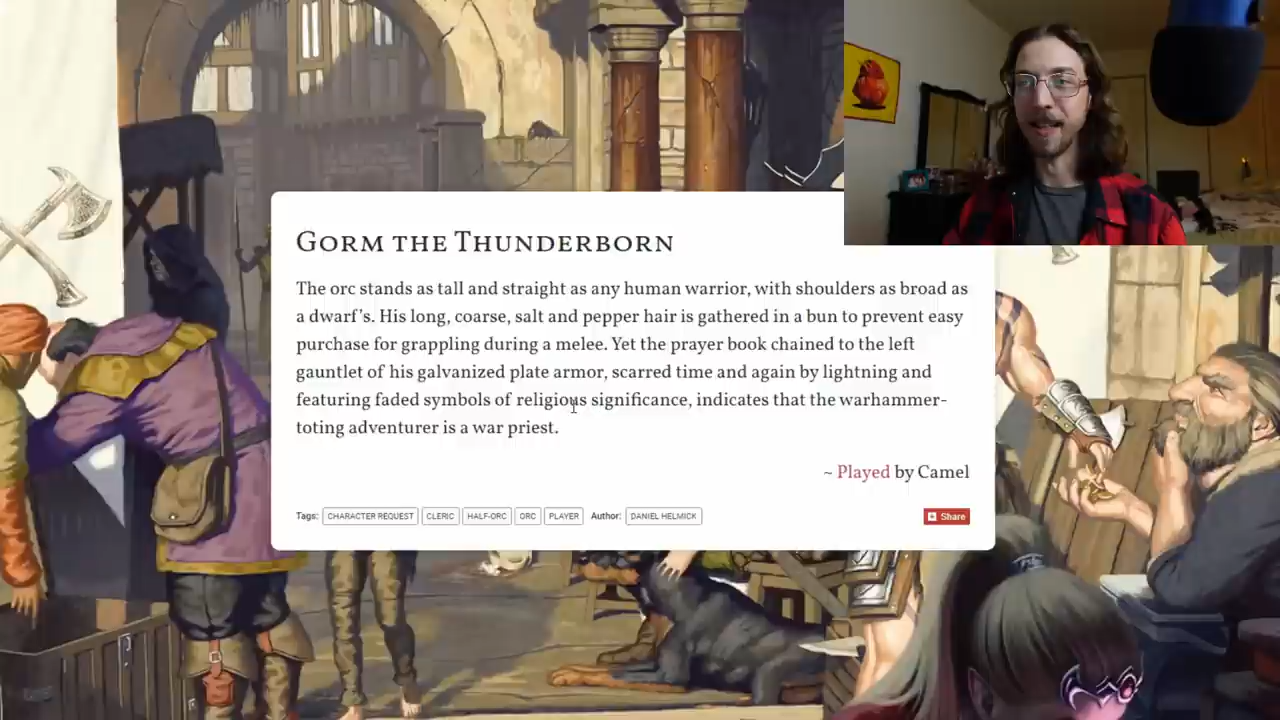 Gorm the Thunderborn
The orc stands as tall and straight as any human warrior, with shoulders as broad as
a dwarf's. His long, coarse, salt and pepper hair is gathered in a bun to prevent easy
purchase for grappling during a melee. Yet the prayer book chained to the left
gauntlet of his galvanized plate armor, scarred time and again by lightning and
featuring faded symbols of religious significance, indicates that the warhammer-
toting adventurer is a war priest.
~ Played by Camel
Tags: CHARACTER REQUEST CLERIC HALF-ORC ORC PLAYER Author: DANIEL HELMICK Share